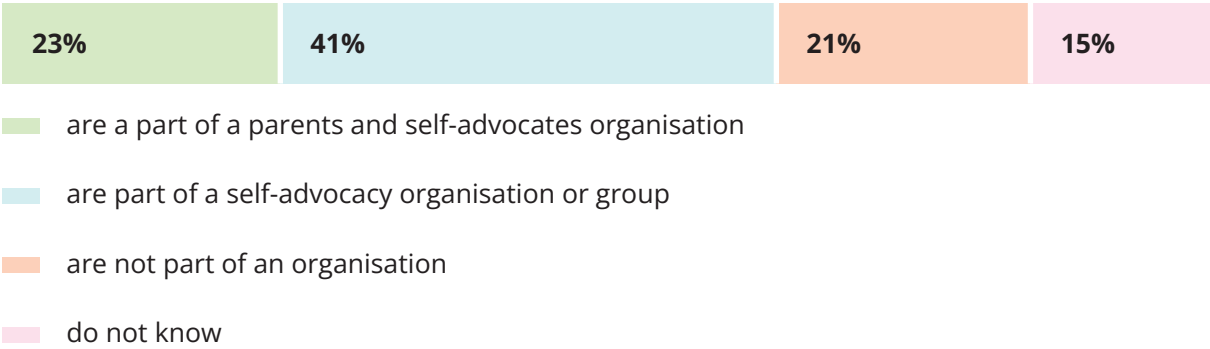 23% 41% 21% 15%
are a part of a parents and self-advocates organisation
are part of a self-advocacy organisation or group
are not part of an organisation
do not know